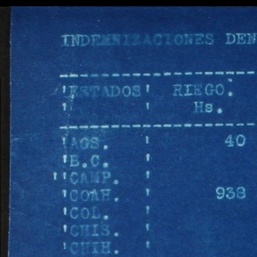 INDEMNIZACIONES DEN
ESTADOS RIEGO.
Hs.
AGS. 40
B.C.
CAMP.
COAH. 938
COL.
CHIS.
CHIH.